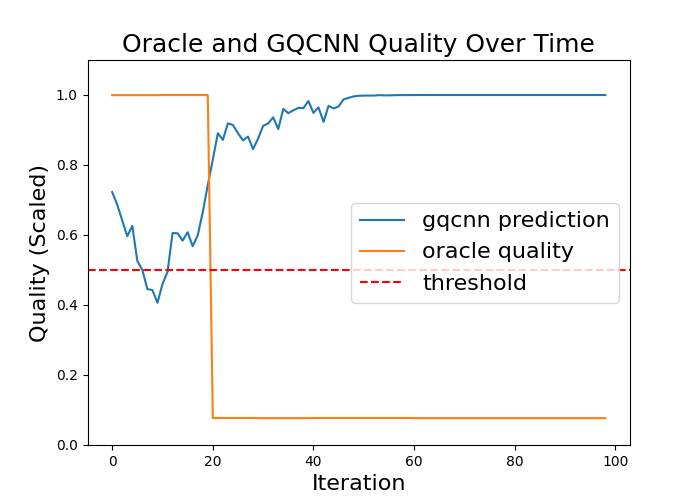 Oracle and GQCNN Quality Over Time
Quality (Scaled)
1.0
0.8
0.6
0.4
0.2
0.0
gqcnn prediction
oracle quality
threshold
0 20 40 60 80 100
Iteration